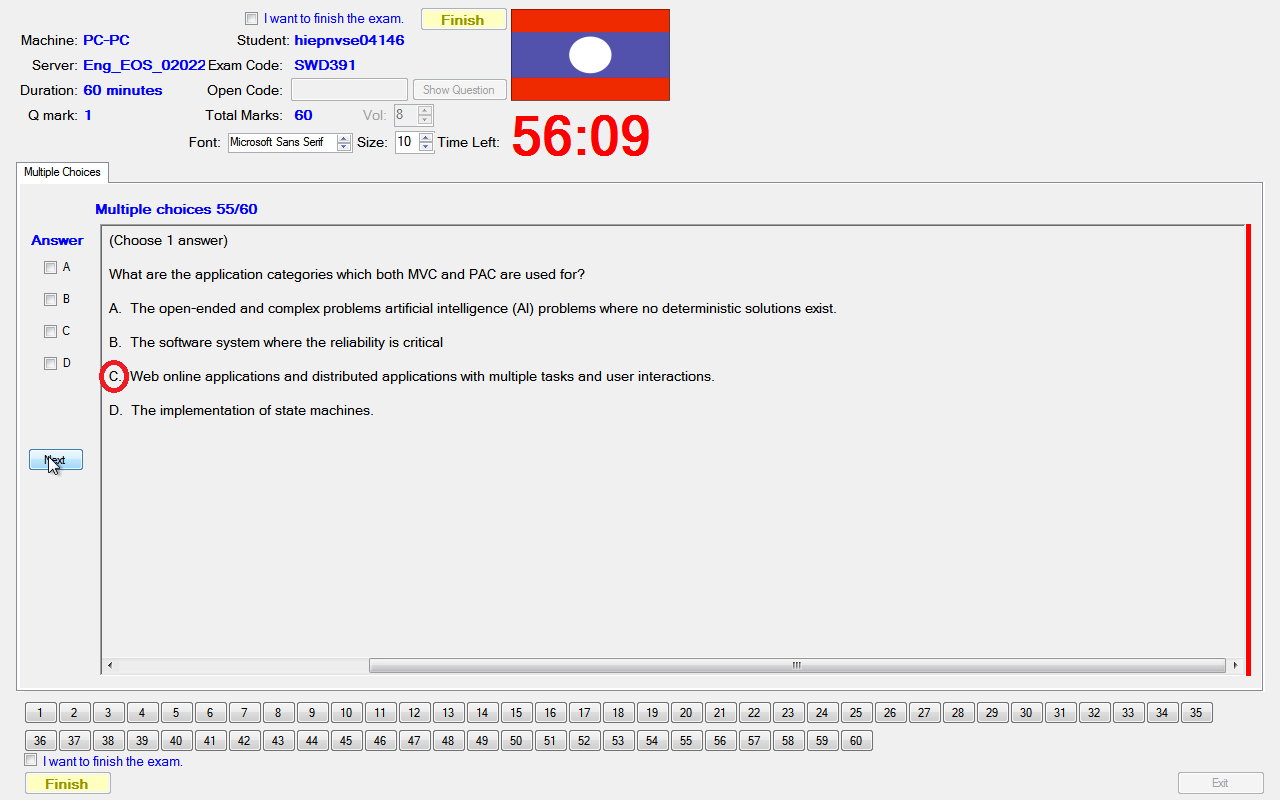 I want to finish the exam. Finish
Machine: PC-PC Student: hiepnvse04146
Server: Eng_EOS_02022 Exam Code: SWD391
Duration: 60 minutes Open Code: Show Question
Q mark: 1 Total Marks: 60 Vol: 8
Font: Microsoft Sans Serif Size: 10 Time Left: 56:09
Multiple Choices
Multiple choices 55/60
Answer
A
B
C
D
Next
(Choose 1 answer)
What are the application categories which both MVC and PAC are used for?
A. The open-ended and complex problems artificial intelligence (AI) problems where no deterministic solutions exist.
B. The software system where the reliability is critical
C. Web online applications and distributed applications with multiple tasks and user interactions.
D. The implementation of state machines.
1 2 3 4 5 6 7 8 9 10 11 12 13 14 15 16 17 18 19 20 21 22 23 24 25 26 27 28 29 30 31 32 33 34 35
36 37 38 39 40 41 42 43 44 45 46 47 48 49 50 51 52 53 54 55 56 57 58 59 60
I want to finish the exam.
Finish Exit